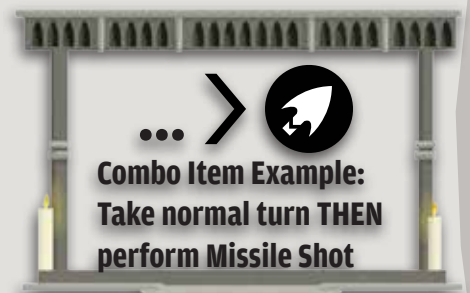 ... >
Combo Item Example:
Take normal turn THEN
perform Missile Shot